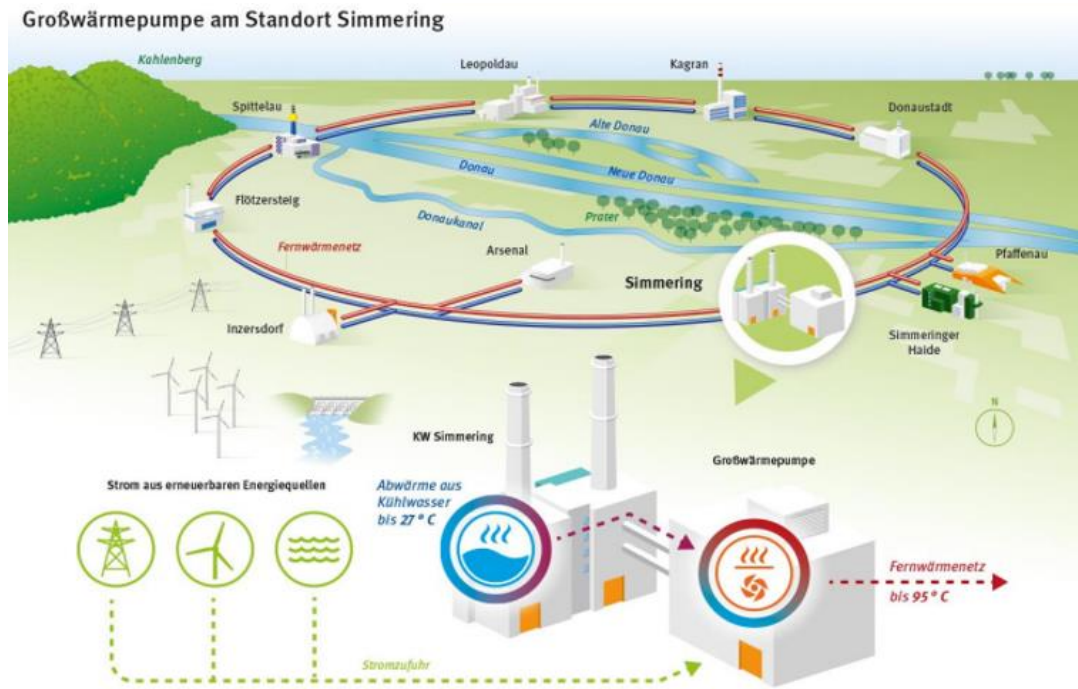 Großwärmepumpe am Standort Simmering
Kahlenberg
Leopoldau
Kagran
Spittelau
Donaustadt
Alte Donau
Donau
Neue Donau
Flötzersteig
Donaukanal
Prater
Fernwärmenetz
Arsenal
Pfaffenau
Simmering
Inzersdorf
Simmeringer
Haide
N
KW Simmering
Großwärmepumpe
Strom aus erneuerbaren Energiequellen
Abwärme aus
Kühlwasser
bis 27° C
Fernwärmenetz
bis 95° C
Stromzufuhr